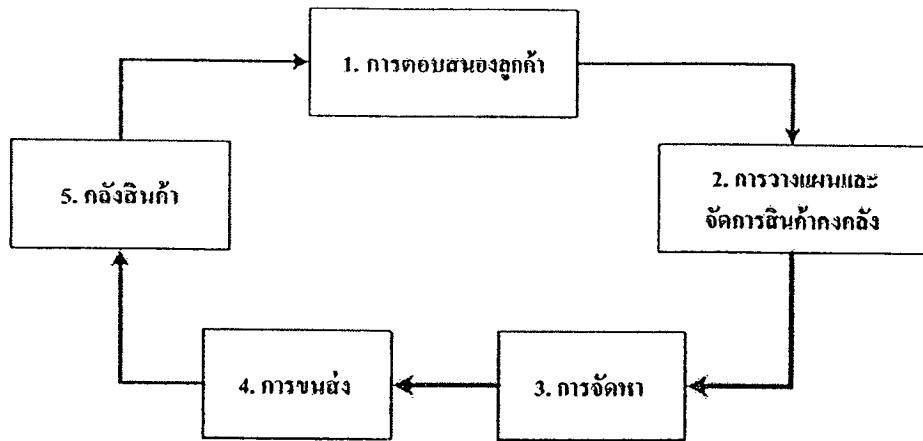 1. การตอบสนองลูกค้า
2. การวางแผนและ
จัดการสินค้าคงคลัง
3. การจัดหา
4. การขนส่ง
5. คลังสินค้า